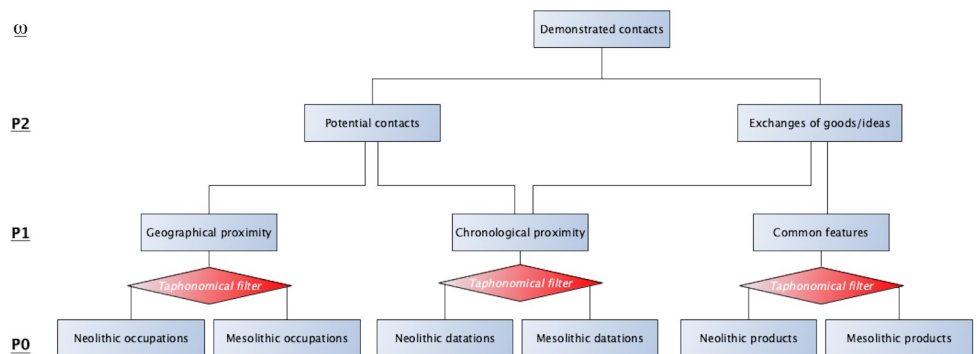 ω
Demonstrated contacts
P2
Potential contacts
Exchanges of goods/ideas
P1
Geographical proximity
Chronological proximity
Common features
Taphonomical filter
Taphonomical filter
Taphonomical filter
P0
Neolithic occupations
Mesolithic occupations
Neolithic datations
Mesolithic datations
Neolithic products
Mesolithic products